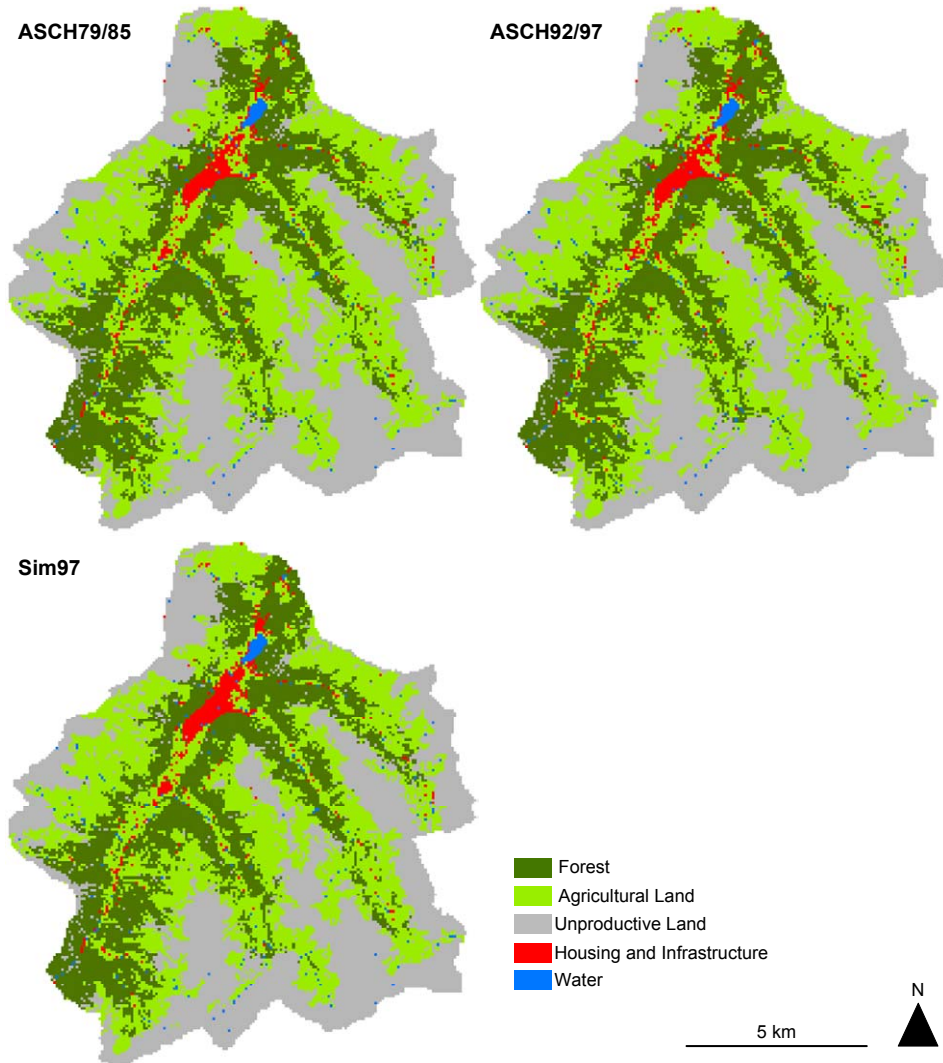 ASCH79/85
ASCH92/97
Sim97
Forest
Agricultural Land
Unproductive Land
Housing and Infrastructure
Water
5 km
N